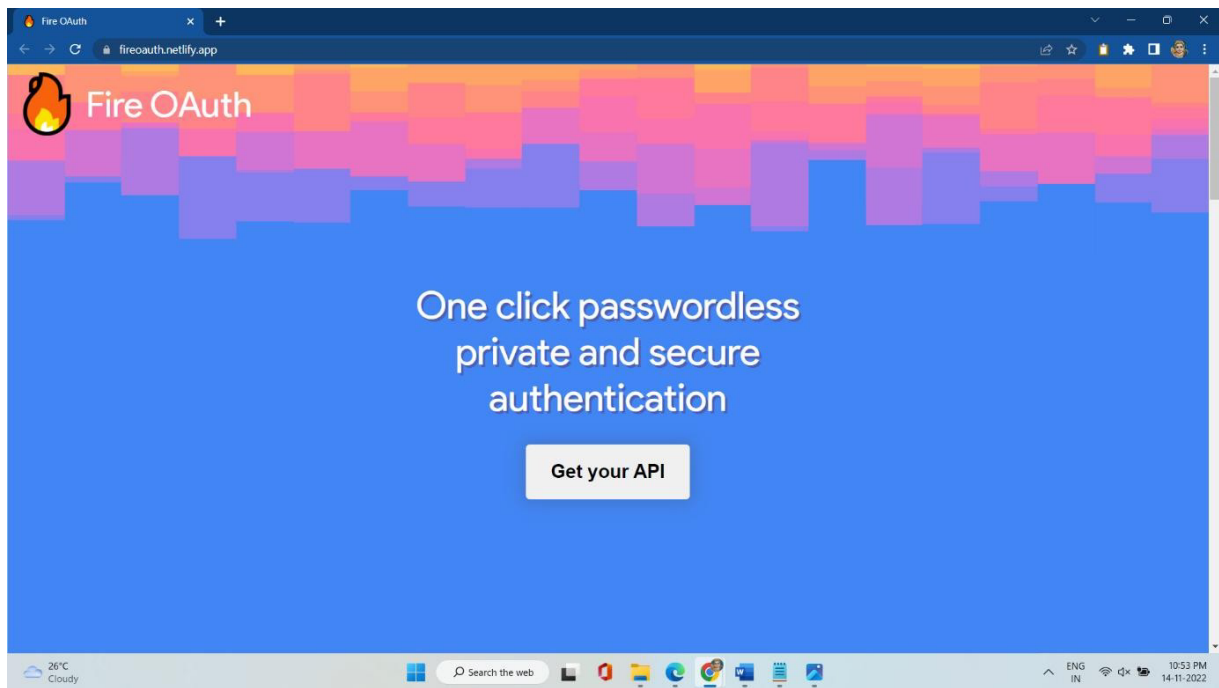 Fire OAuth
fireoauth.netlify.app
Fire OAuth
One click passwordless
private and secure
authentication
Get your API
26°C
Cloudy
Search the web
ENG
IN
10:53 PM
14-11-2022